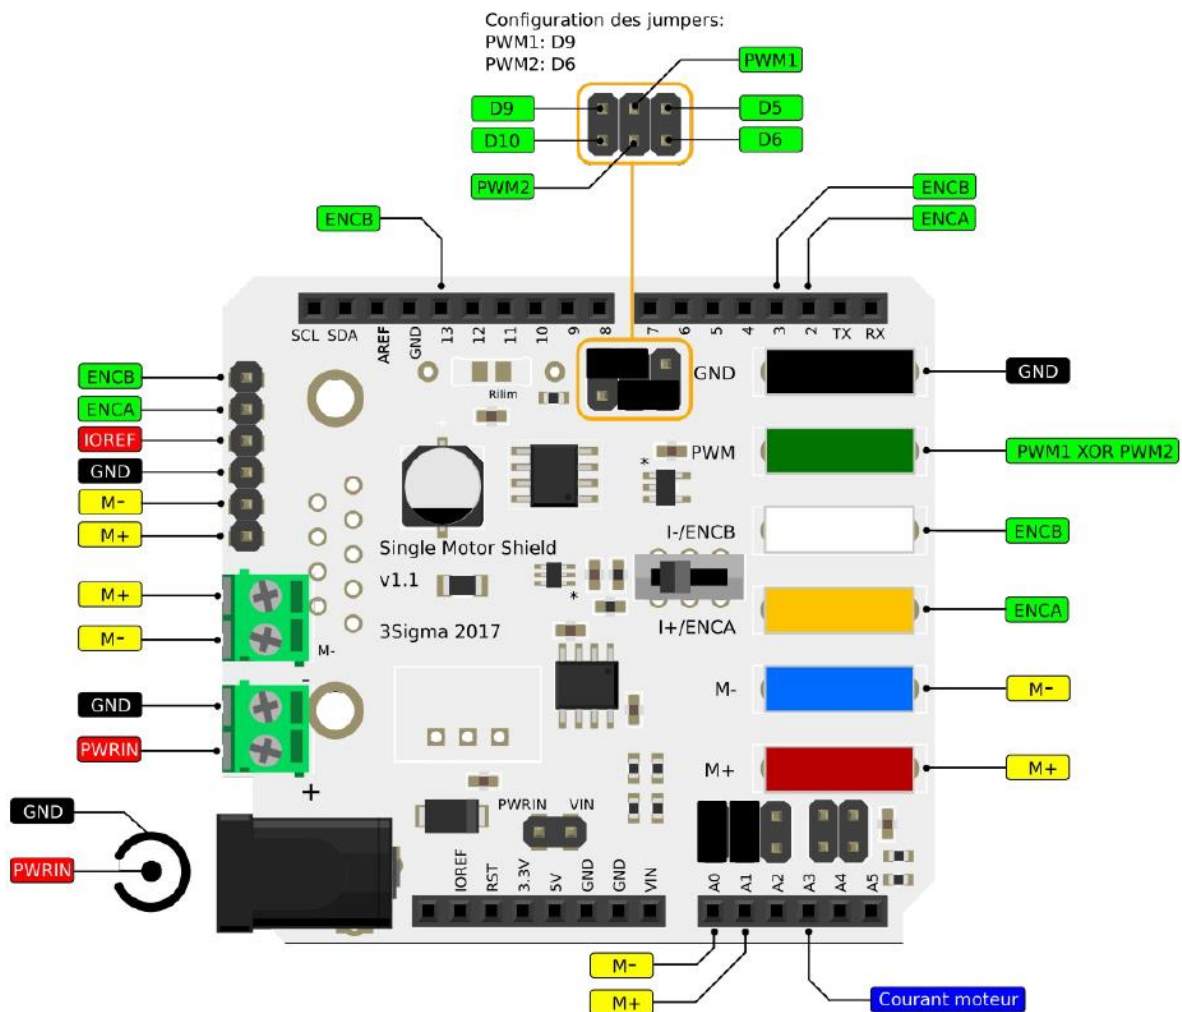 Configuration des jumpers:
PWM1: D9
PWM2: D6
PWM1
D9
D5
D10
D6
PWM2
ENCB
ENCA
ENCB
SCL SDA AREF GND 13 12 11 10 9 8
7 6 5 4 3 2 TX RX
ENCB
ENCA
IOREF
GND
M-
M+
M+
M-
GND
PWRIN
GND
PWRIN
Rilim
GND
GND
PWM
PWM1 XOR PWM2
*
I-/ENCB
ENCB
Single Motor Shield
v1.1
*
3Sigma 2017
I+/ENCA
ENCA
M-
-
M-
M-
M+
M+
+
PWRIN VIN
IOREF RST 3.3V 5V GND GND VIN
A0 A1 A2 A3 A4 A5
M-
M+
Courant moteur